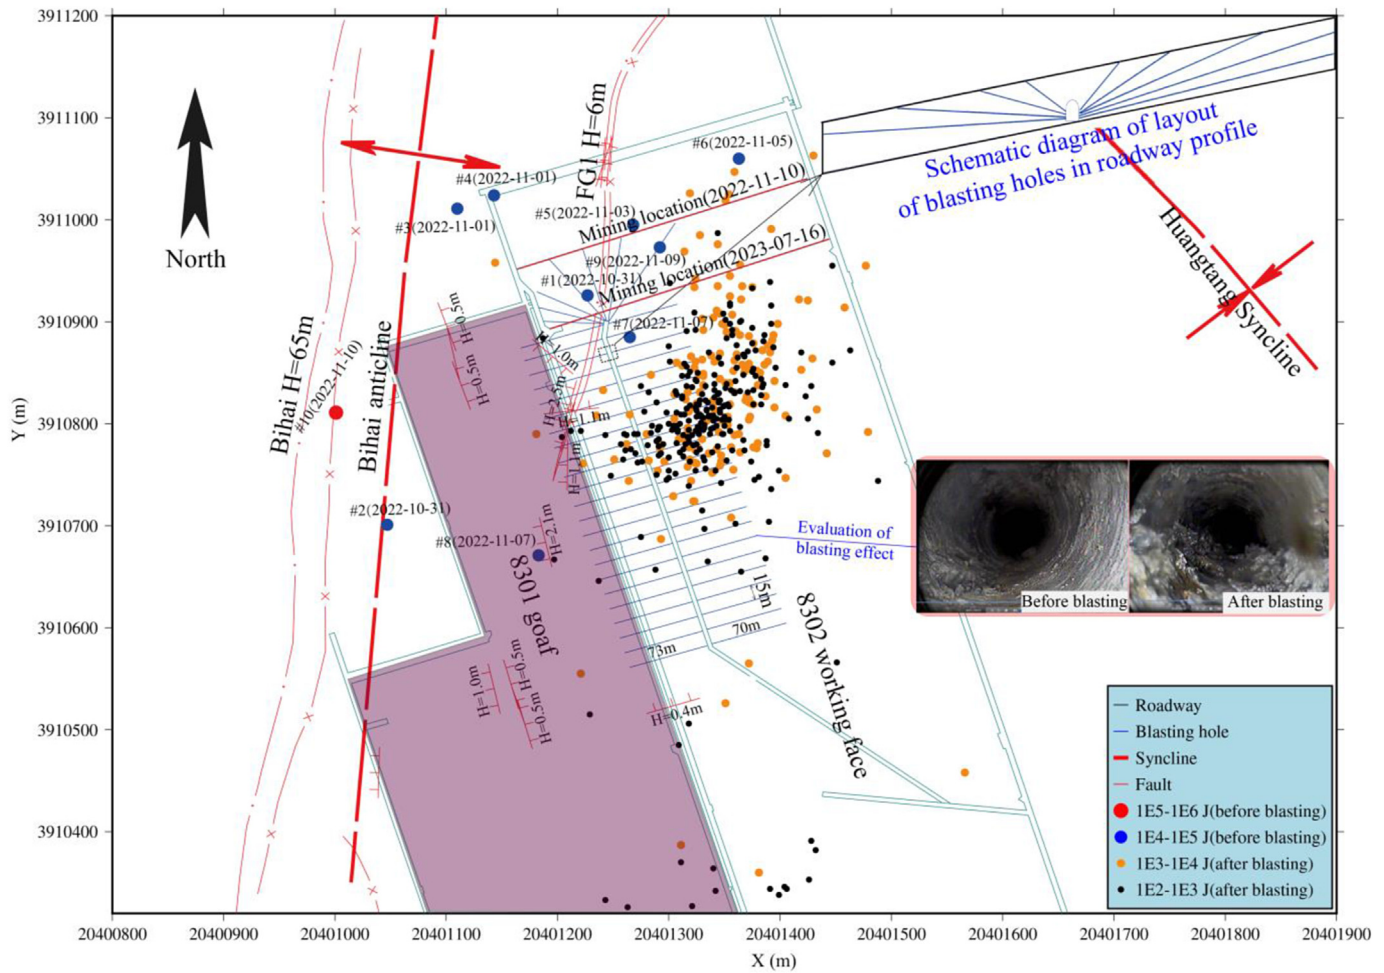 3911200
3911100
3911000
3910900
3910800
3910700
3910600
3910500
3910400
Y (m)
20400800
20400900
20401000
20401100
20401200
20401300
20401400
20401500
20401600
20401700
20401800
20401900
X (m)
North
FG1 H=6m
#6(2022-11-05)
#4(2022-11-01)
#3(2022-11-01)
#5(2022-11-03)
Mining location(2022-11-10)
#9(2022-11-09)
#1(2022-10-31)
Mining location(2023-07-16)
#7(2022-11-07)
Schematic diagram of layout
of blasting holes in roadway profile
Huangtang Syncline
Bihai H=65m
#10(2022-11-10)
Bihai anticline
H=0.5m
H=0.5m
H=1.0m
H=2.5m
H=1.1m
H=1.1m
#2(2022-10-31)
#8(2022-11-07)
H=2.1m
8301 goaf
Evaluation of
blasting effect
Before blasting
After blasting
15m
70m
73m
8302 working face
H=0.5m
H=1.0m
H=0.5m
H=0.4m
Roadway
Blasting hole
Syncline
Fault
1E5-1E6 J(before blasting)
1E4-1E5 J(before blasting)
1E3-1E4 J(after blasting)
1E2-1E3 J(after blasting)